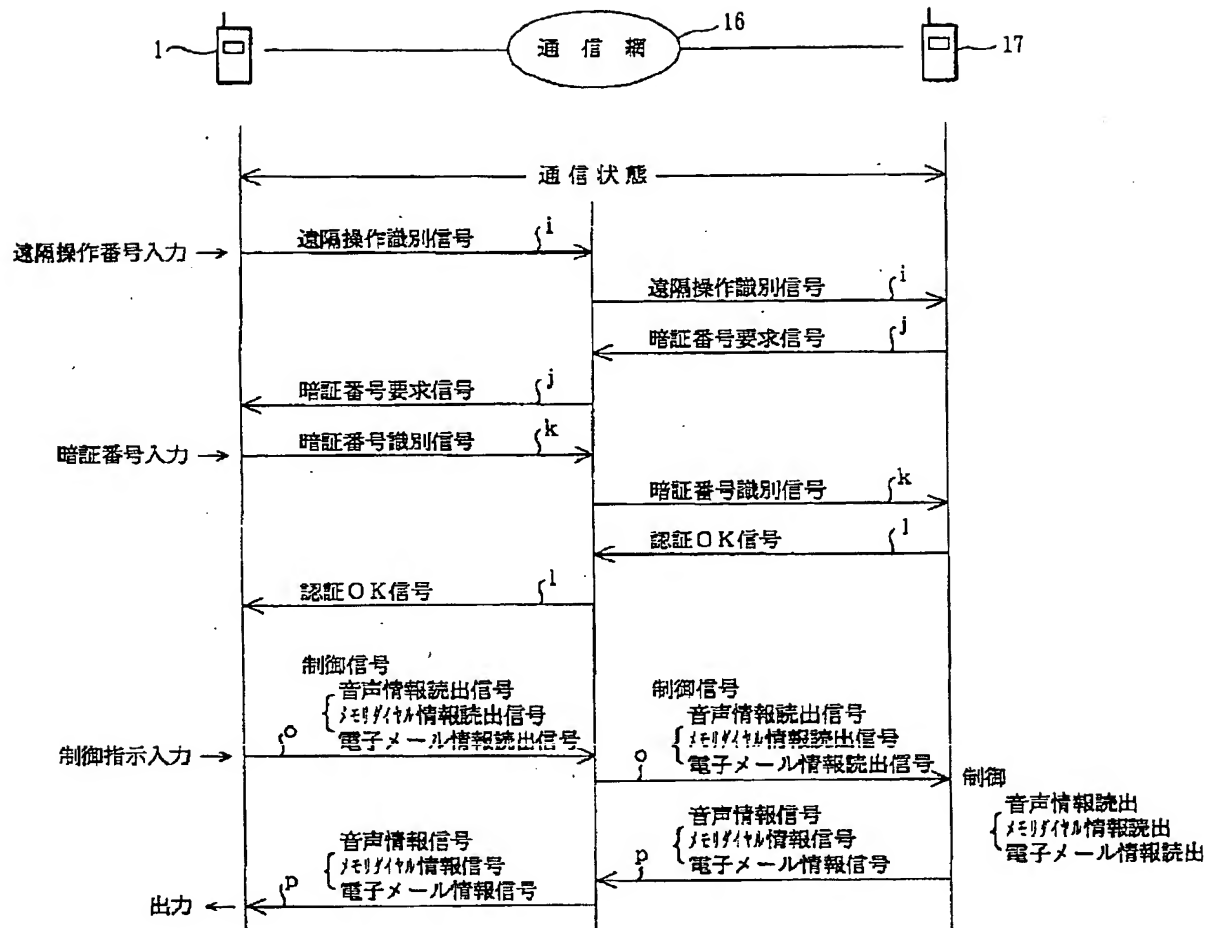 1
通信網
16
17
通信状態
遠隔操作番号入力
遠隔操作識別信号
i
遠隔操作識別信号
i
暗証番号要求信号
j
暗証番号要求信号
j
暗証番号入力
暗証番号識別信号
k
暗証番号識別信号
k
認証OK信号
l
認証OK信号
l
制御信号
音声情報読出信号
メモリダイヤル情報読出信号
電子メール情報読出信号
o
制御指示入力
制御信号
音声情報読出信号
メモリダイヤル情報読出信号
電子メール情報読出信号
o
制御
音声情報読出
メモリダイヤル情報読出
電子メール情報読出
音声情報信号
メモリダイヤル情報信号
電子メール情報信号
p
音声情報信号
メモリダイヤル情報信号
電子メール情報信号
p
出力